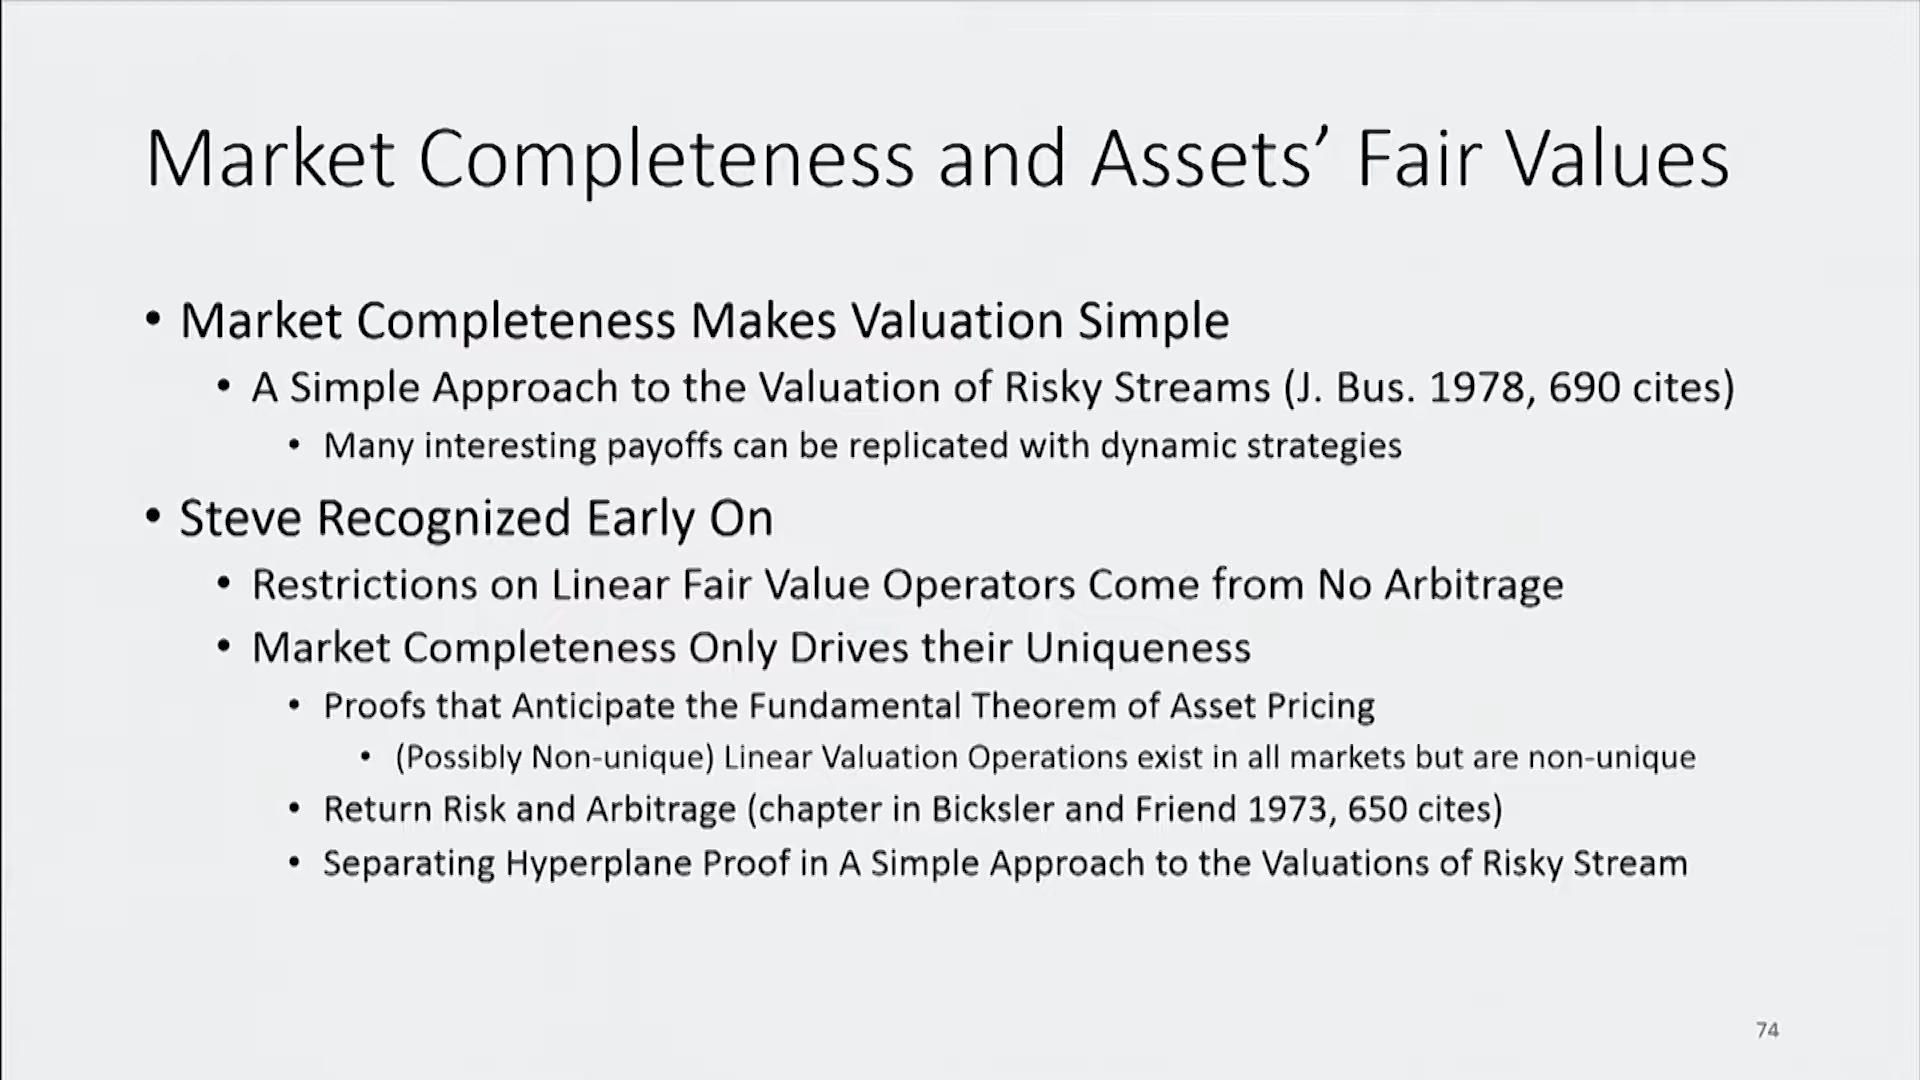 Market Completeness and Assets’ Fair Values
• Market Completeness Makes Valuation Simple
• A Simple Approach to the Valuation of Risky Streams (J. Bus. 1978, 690 cites)
• Many interesting payoffs can be replicated with dynamic strategies
• Steve Recognized Early On
• Restrictions on Linear Fair Value Operators Come from No Arbitrage
• Market Completeness Only Drives their Uniqueness
• Proofs that Anticipate the Fundamental Theorem of Asset Pricing
• (Possibly Non-unique) Linear Valuation Operations exist in all markets but are non-unique
• Return Risk and Arbitrage (chapter in Bicksler and Friend 1973, 650 cites)
• Separating Hyperplane Proof in A Simple Approach to the Valuations of Risky Stream
74